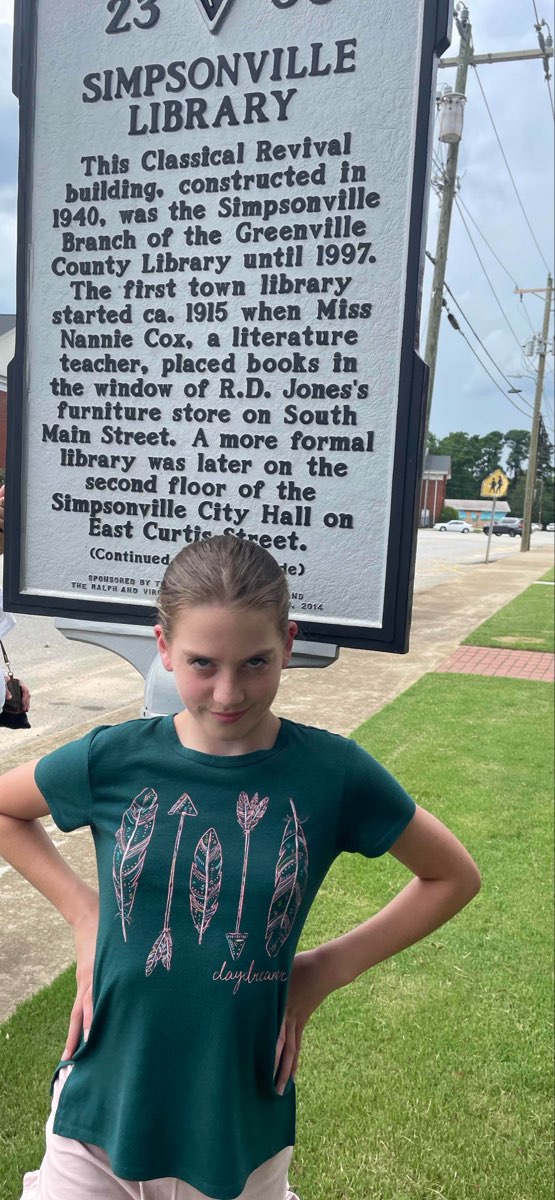 23
SIMPSONVILLE
LIBRARY
This Classical Revival
building, constructed in
1940, was the Simpsonville
Branch of the Greenville
County Library until 1997.
The first town library
started ca. 1915 when Miss
Nannie Cox, a literature
teacher, placed books in
the window of R.D. Jones's
furniture store on South
Main Street. A more formal
library was later on the
second floor of the
Simpsonville City Hall on
East Curtis Street.
(Continued
SPONSORED BY
THE RALPH AND
2014
daydreamer